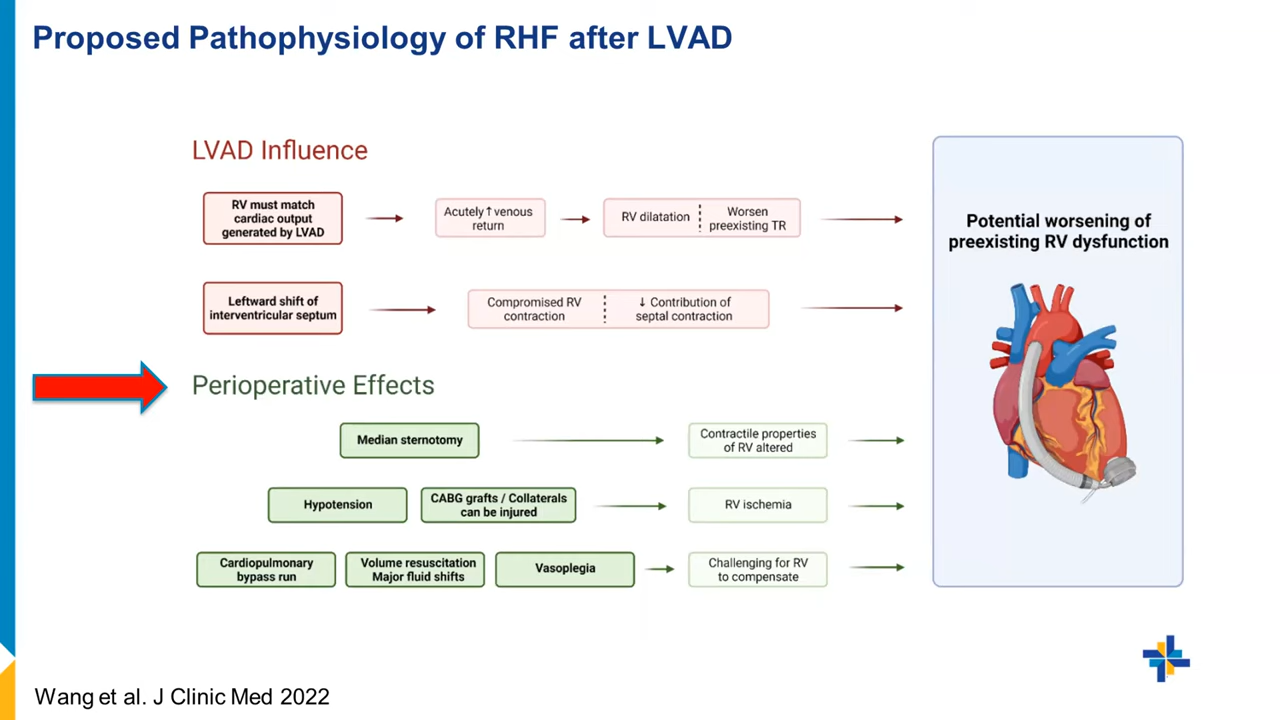 Proposed Pathophysiology of RHF after LVAD
LVAD Influence
RV must match
cardiac output
generated by LVAD
Acutely ↑ venous
return
RV dilatation
Worsen
preexisting TR
Leftward shift of
interventricular septum
Compromised RV
contraction
↓ Contribution of
septal contraction
Potential worsening of
preexisting RV dysfunction
Perioperative Effects
Median sternotomy
Contractile properties
of RV altered
Hypotension
CABG grafts / Collaterals
can be injured
RV ischemia
Cardiopulmonary
bypass run
Volume resuscitation
Major fluid shifts
Vasoplegia
Challenging for RV
to compensate
Wang et al. J Clinic Med 2022